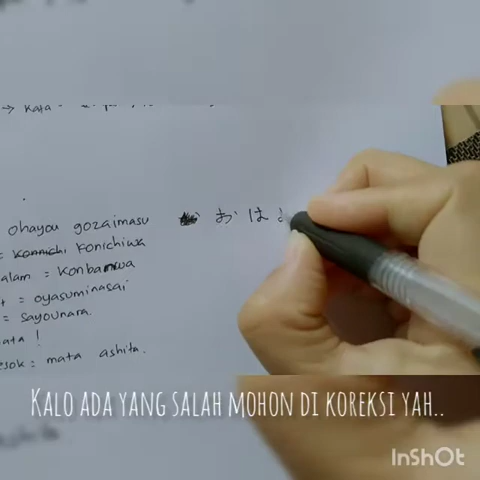 → Kata =
ohayou gozaimasu おは
= konnichi konichiwa
alam = konbanwa
= oyasuminasai
= sayounara.
ata !
esok = mata ashita.
KALO ADA YANG SALAH MOHON DI KOREKSI YAH..
InShOt